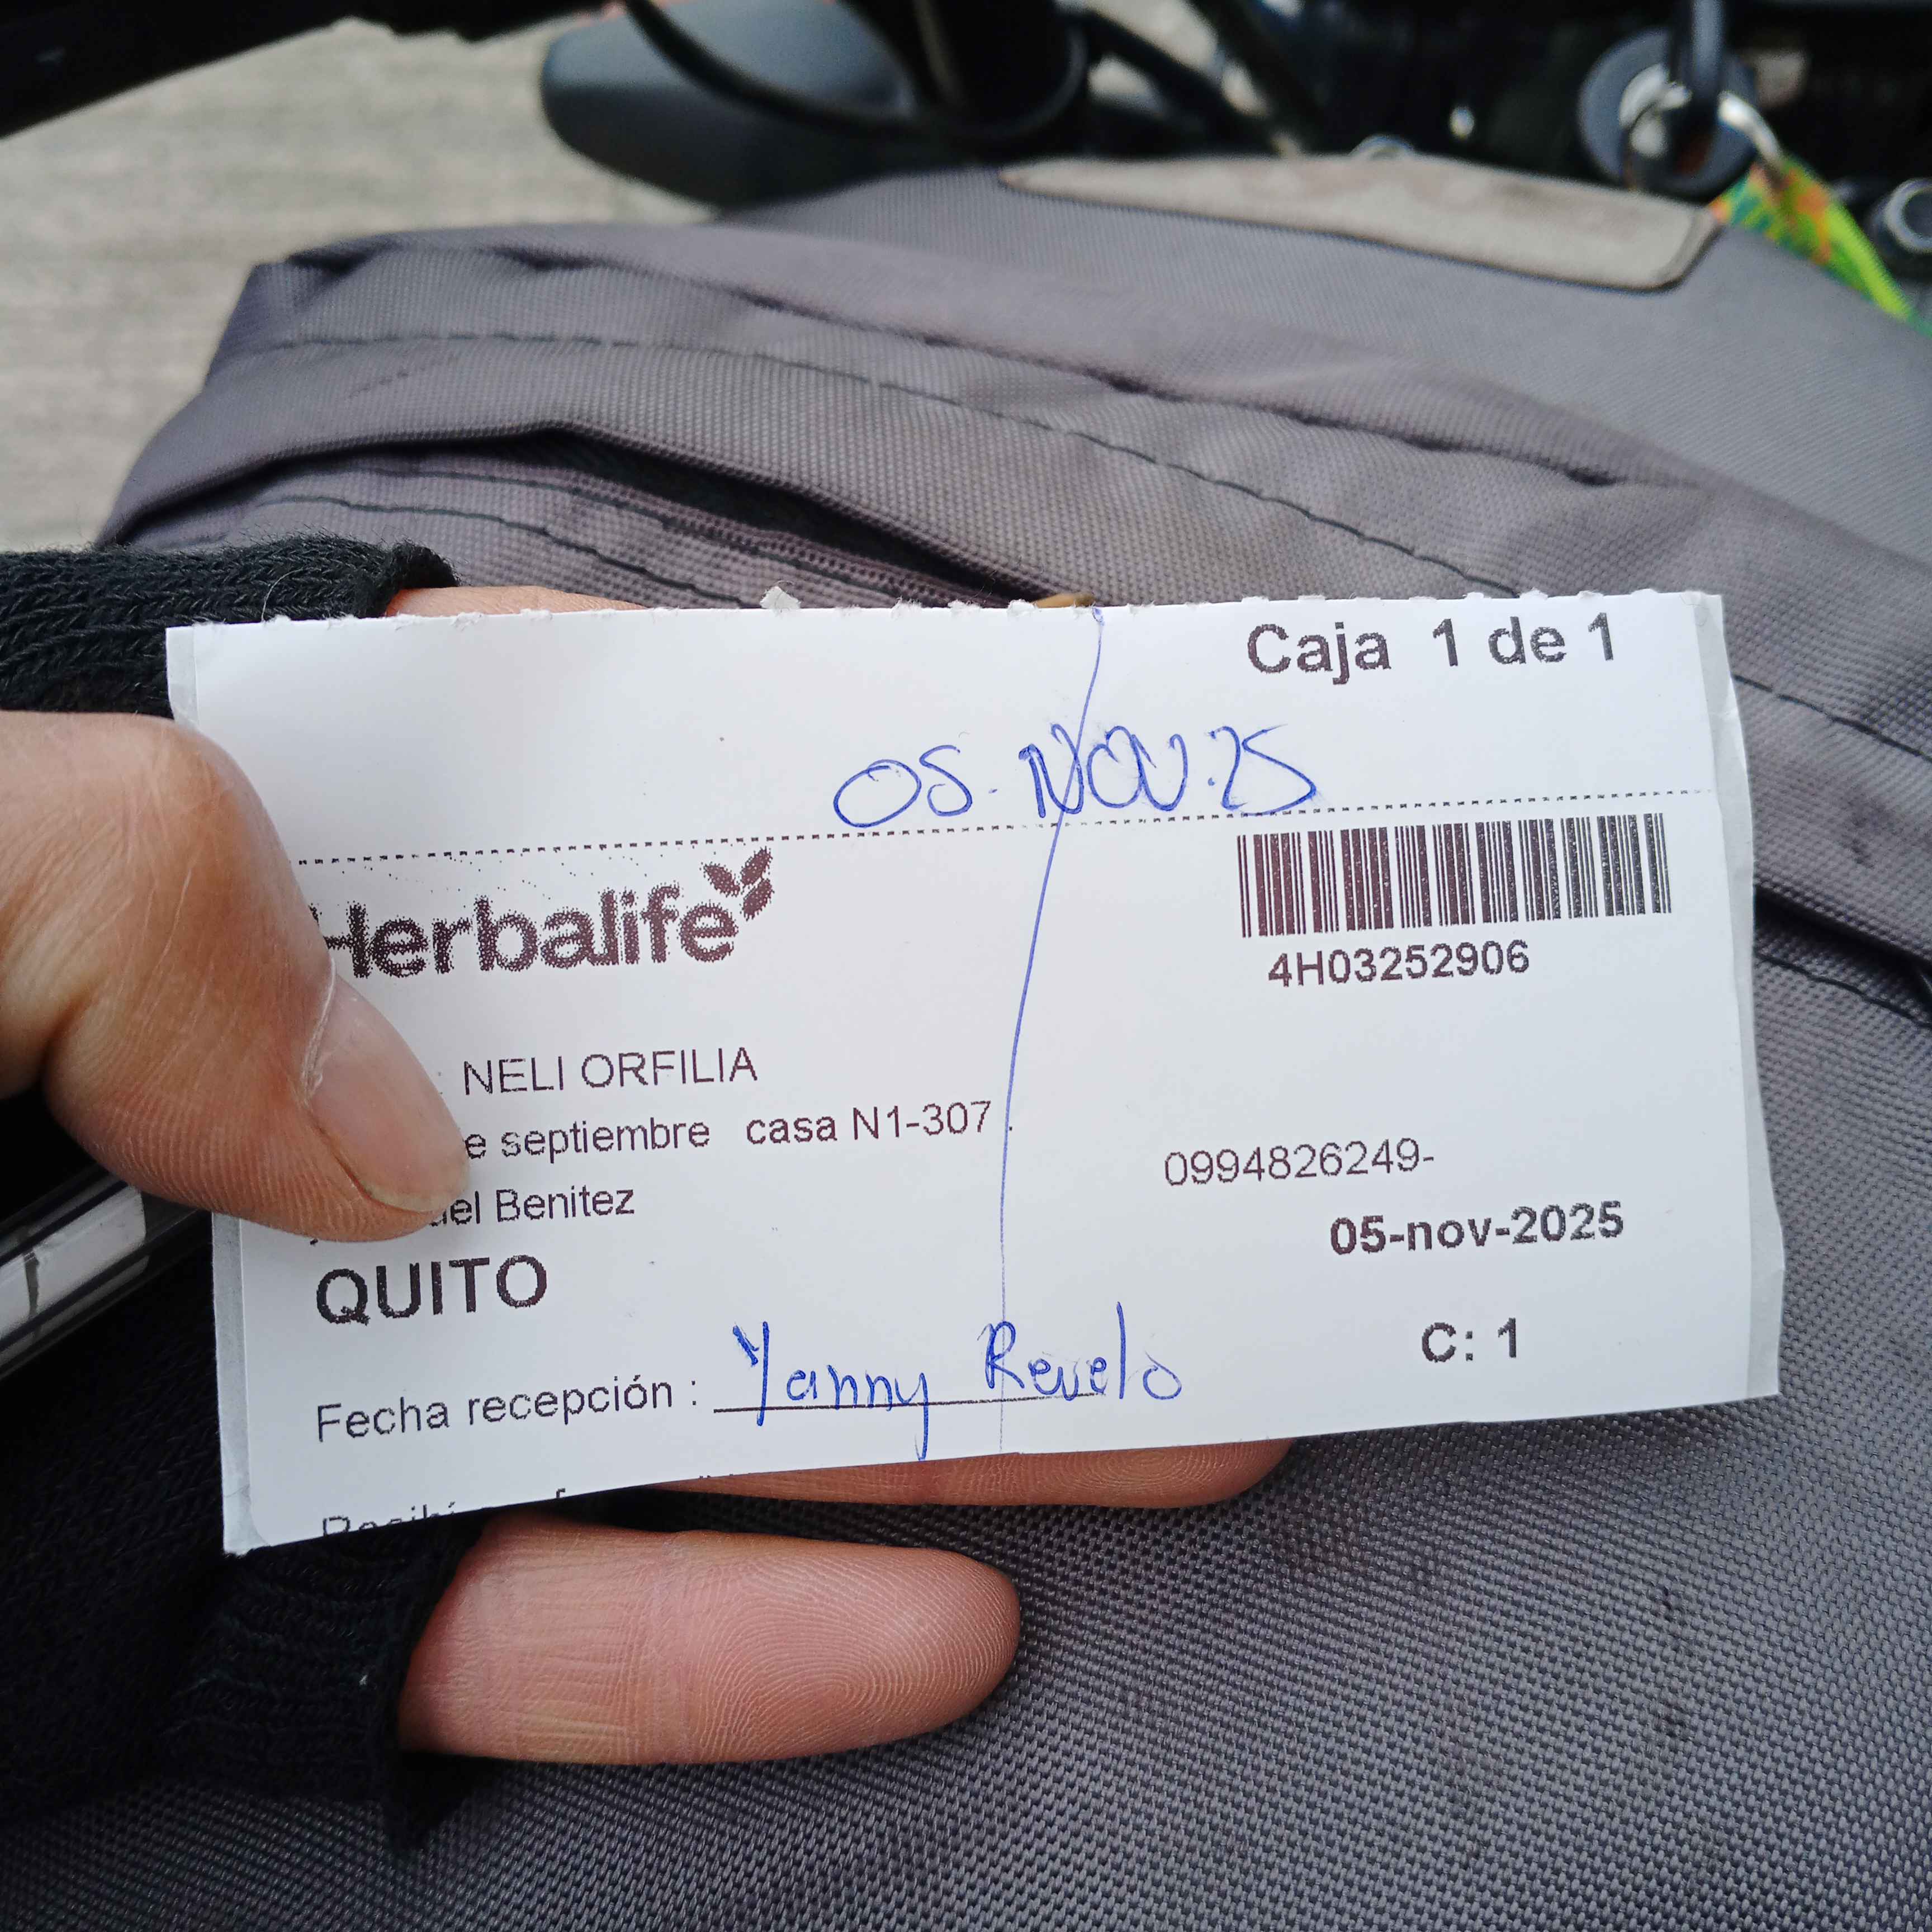 Caja 1 de 1
05. NOV. 25
Herbalife
4H03252906
NELI ORFILIA
septiembre casa N1-307
0994826249-
Benitez
05-nov-2025
QUITO
C: 1
Fecha recepción : Yanny Revelo